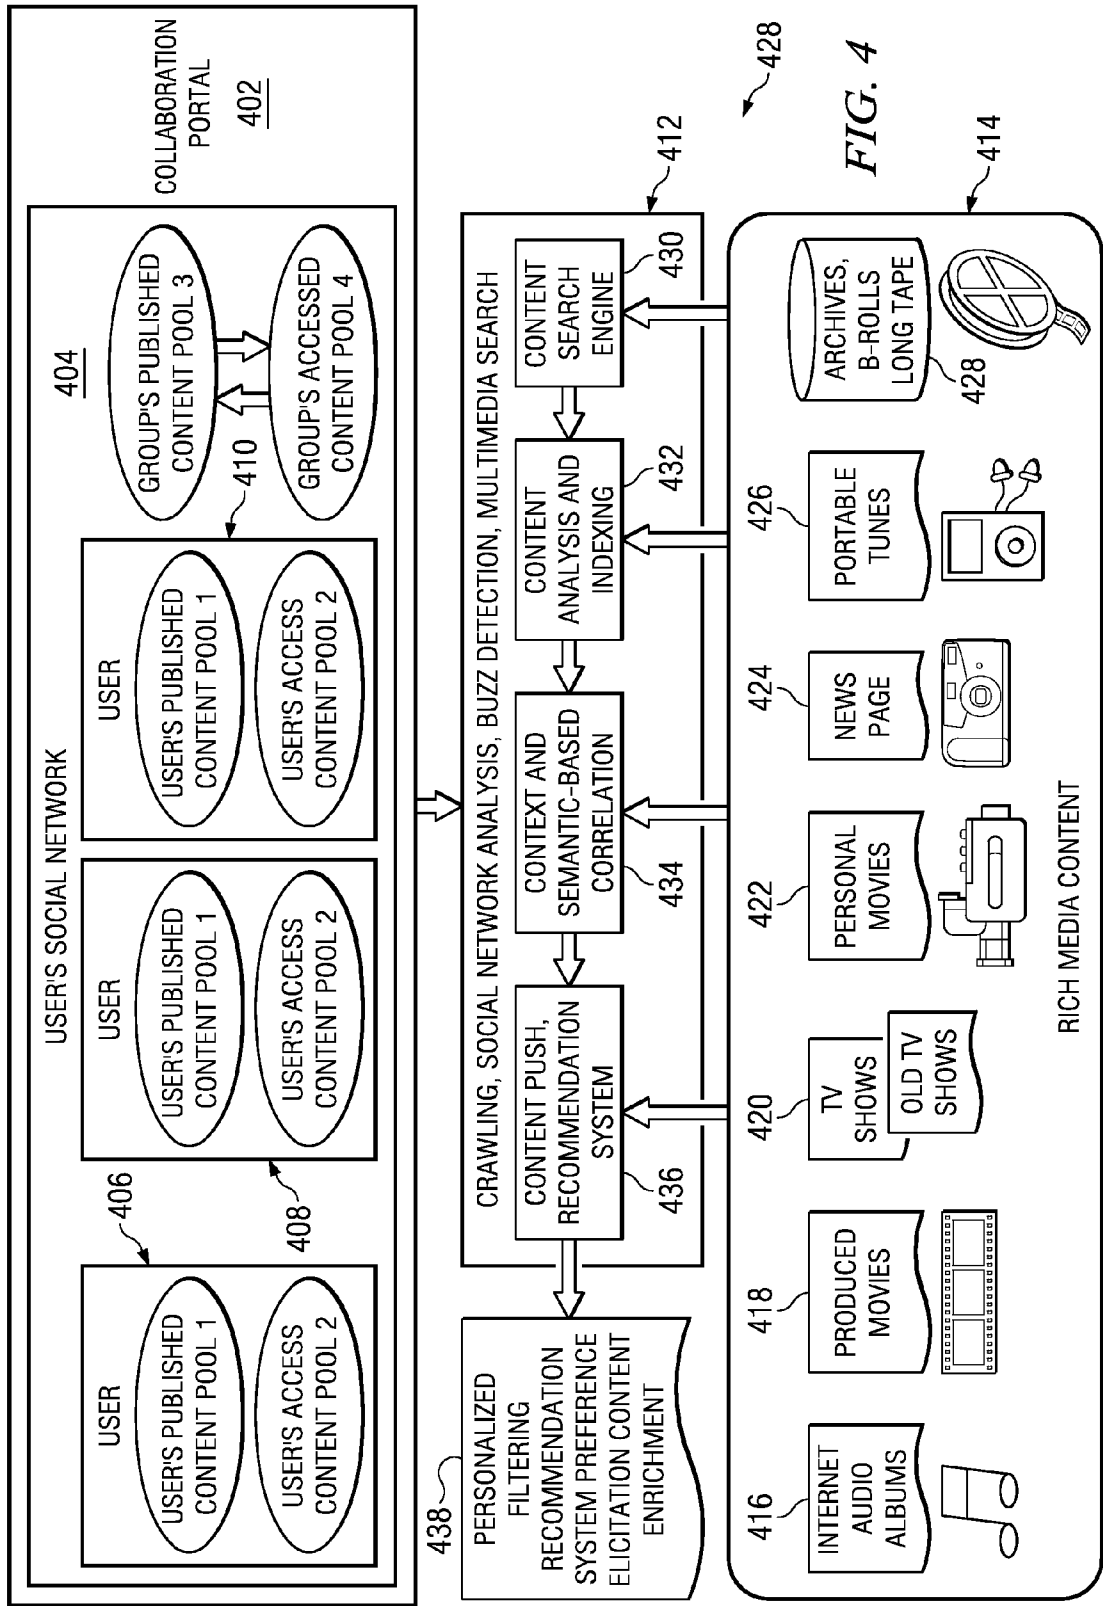 COLLABORATION
PORTAL
402
USER'S SOCIAL NETWORK
404
USER
USER'S PUBLISHED
CONTENT POOL 1
USER'S ACCESS
CONTENT POOL 2
406
USER
USER'S PUBLISHED
CONTENT POOL 1
USER'S ACCESS
CONTENT POOL 2
408
USER
USER'S PUBLISHED
CONTENT POOL 1
USER'S ACCESS
CONTENT POOL 2
410
GROUP'S PUBLISHED
CONTENT POOL 3
GROUP'S ACCESSED
CONTENT POOL 4
438
PERSONALIZED
FILTERING
RECOMMENDATION
SYSTEM PREFERENCE
ELICITATION CONTENT
ENRICHMENT
CRAWLING, SOCIAL NETWORK ANALYSIS, BUZZ DETECTION, MULTIMEDIA SEARCH
412
CONTENT PUSH,
RECOMMENDATION
SYSTEM
436
CONTEXT AND
SEMANTIC-BASED
CORRELATION
434
CONTENT
ANALYSIS AND
INDEXING
432
CONTENT
SEARCH
ENGINE
430
428
FIG. 4
414
416
INTERNET
AUDIO
ALBUMS
418
PRODUCED
MOVIES
420
TV
SHOWS
OLD TV
SHOWS
422
PERSONAL
MOVIES
424
NEWS
PAGE
426
PORTABLE
TUNES
ARCHIVES,
B-ROLLS
LONG TAPE
428
RICH MEDIA CONTENT